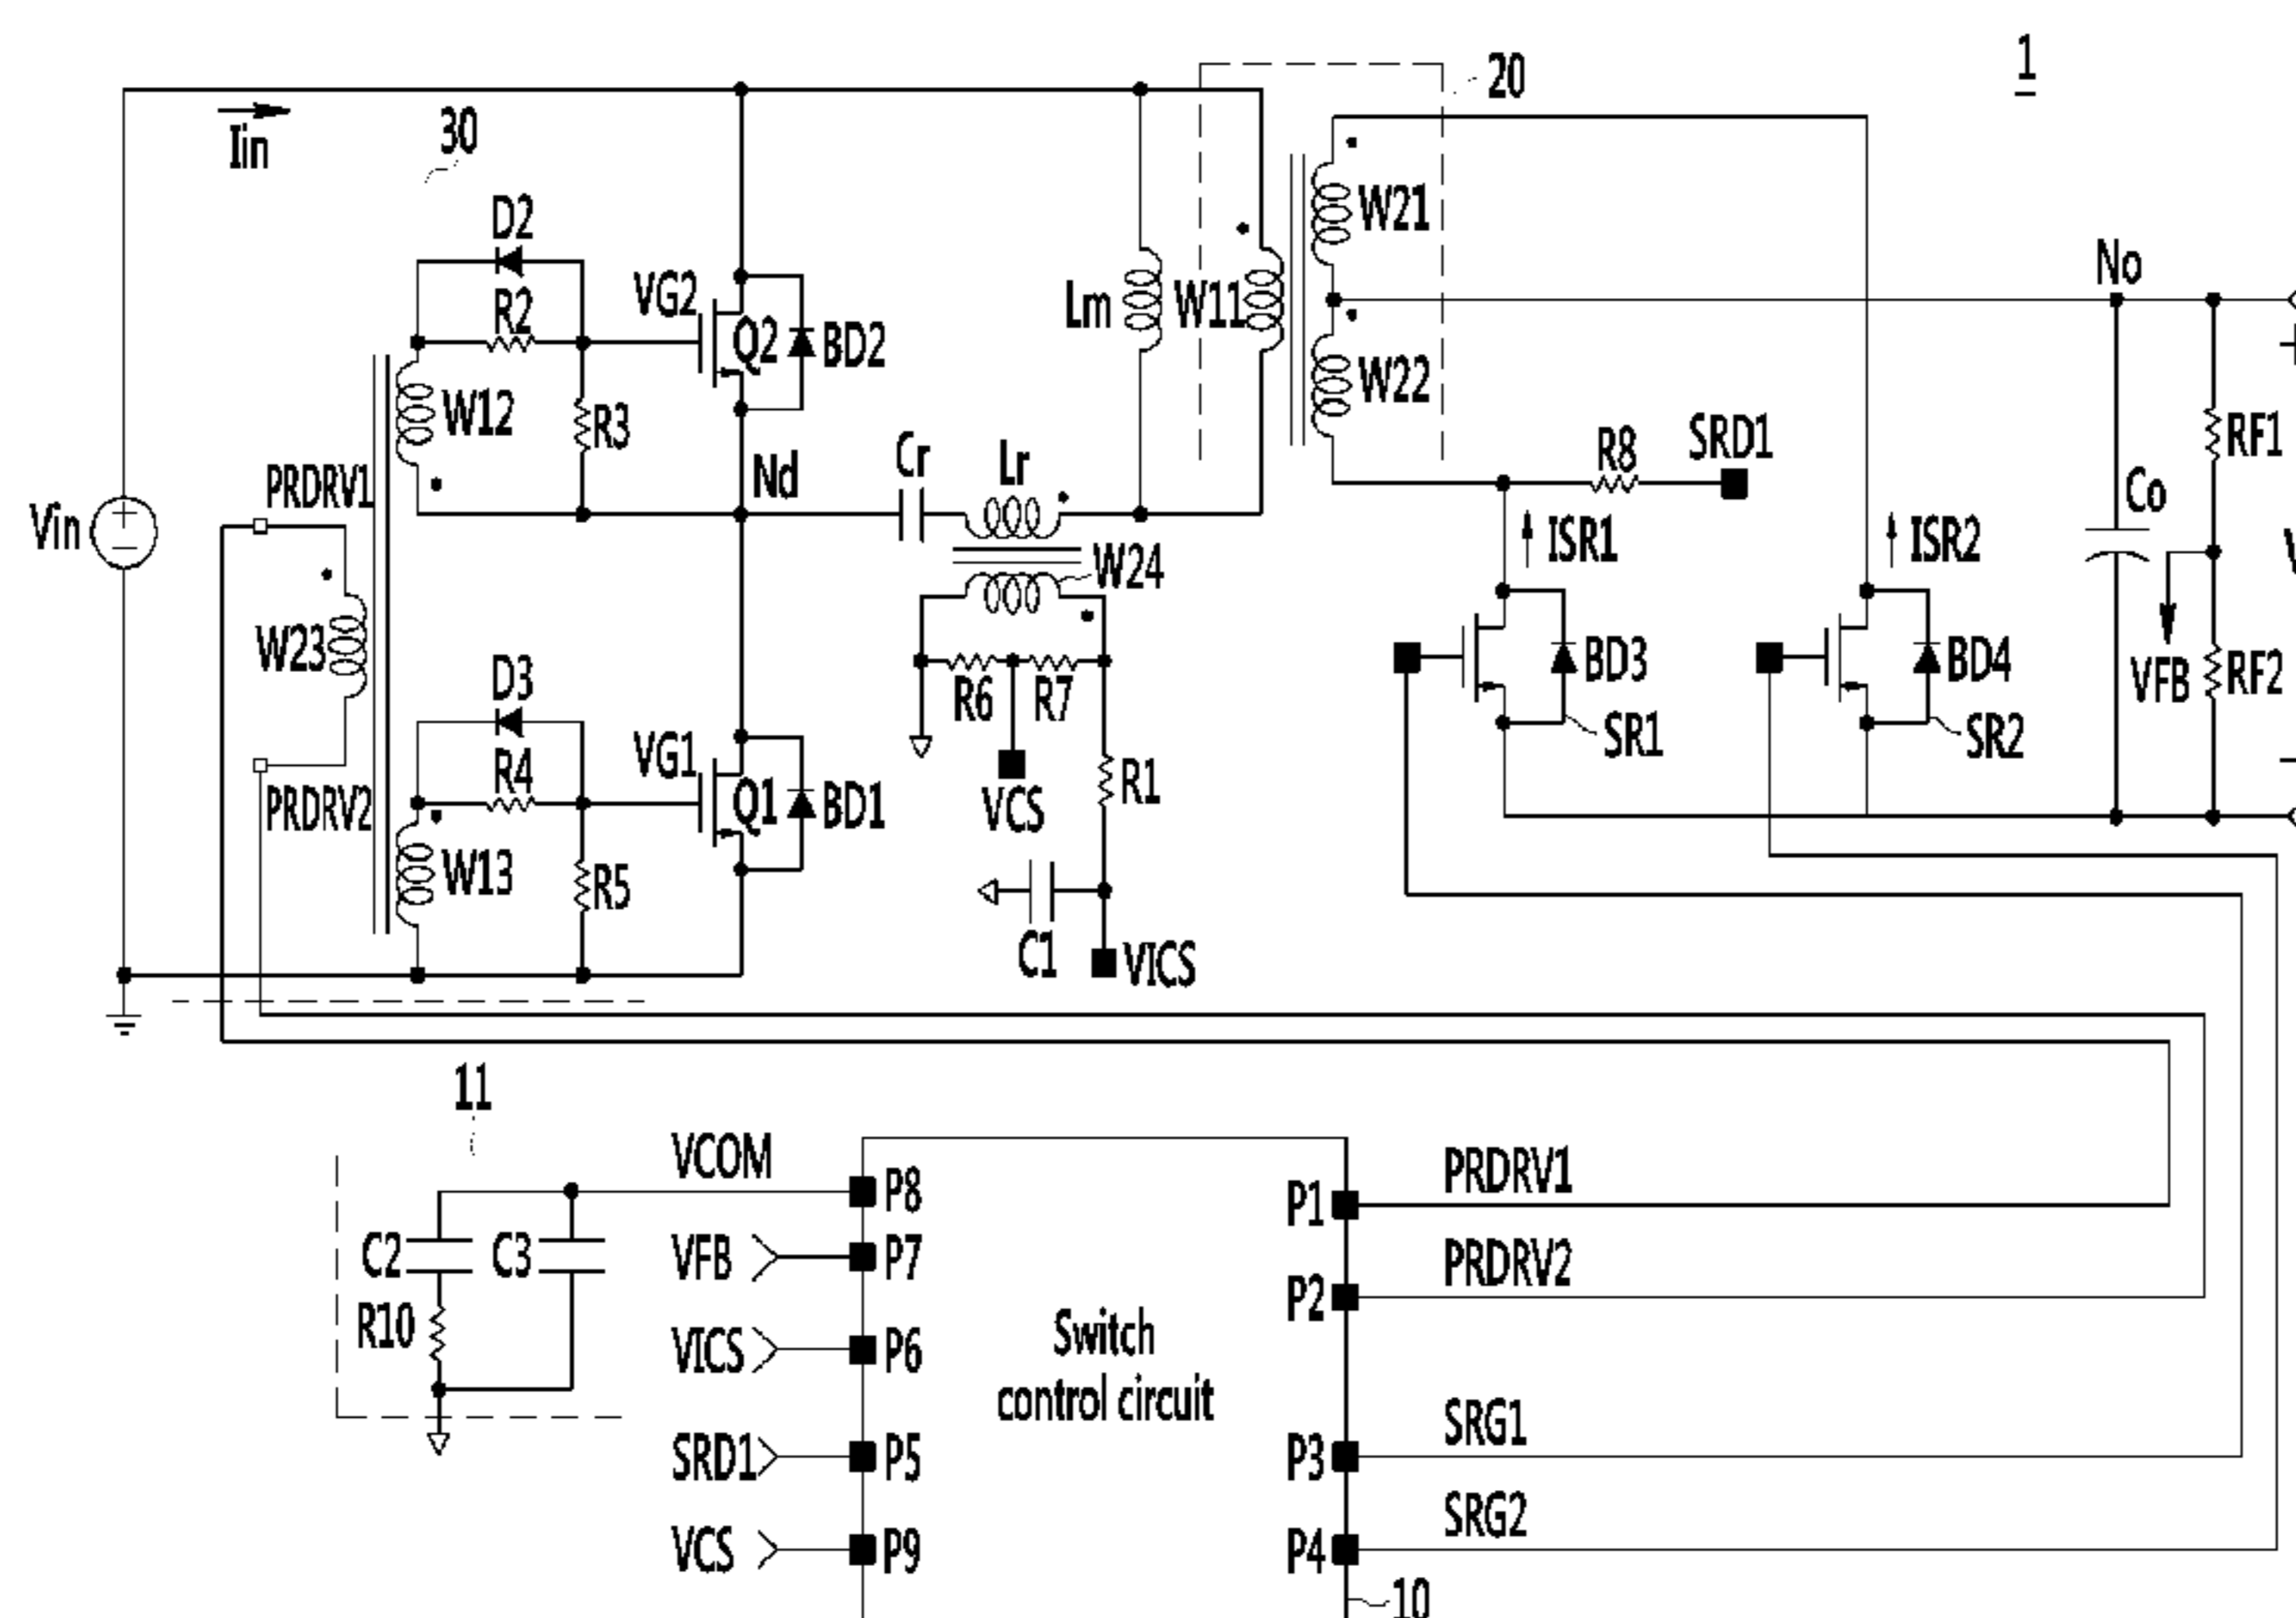 1
20
Iin
30
D2
R2
VG2
Q2
BD2
W12
R3
Nd
Cr
Lr
Lm
W11
W21
W22
No
R8
SRD1
RF1
Co
PRDRV1
Vin
W23
PRDRV2
W24
ISR1
ISR2
D3
R4
VG1
Q1
BD1
W13
R5
R6
R7
VCS
R1
C1
VICS
BD3
SR1
BD4
SR2
VFB
RF2
11
VCOM
P8
C2
C3
R10
VFB
P7
VICS
P6
SRD1
P5
VCS
P9
Switch
control circuit
P1
PRDRV1
P2
PRDRV2
P3
SRG1
P4
SRG2
10